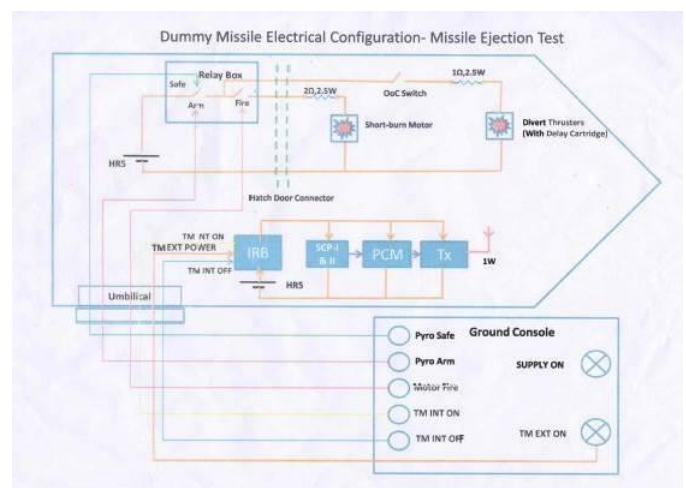 Dummy Missile Electrical Configuration- Missile Ejection Test
Relay Box
Safe
Arm
Fire
2Ω,2.5W
OoC Switch
1Ω,2.5W
Short-burn Motor
Divert Thrusters
(With Delay Cartridge)
HRS
Hatch Door Connector
TM INT ON
TM EXT POWER
TM INT OFF
IRB
SCP-I
& II
PCM
Tx
1W
HRS
Umbilical
Ground Console
Pyro Safe
Pyro Arm
SUPPLY ON
Motor Fire
TM INT ON
TM EXT ON
TM INT OFF